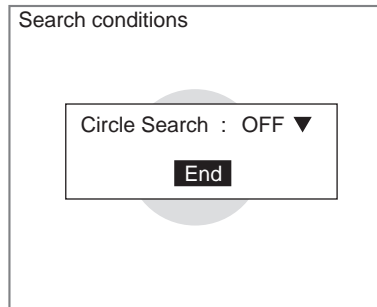 Search conditions
Circle Search : OFF ▼
End